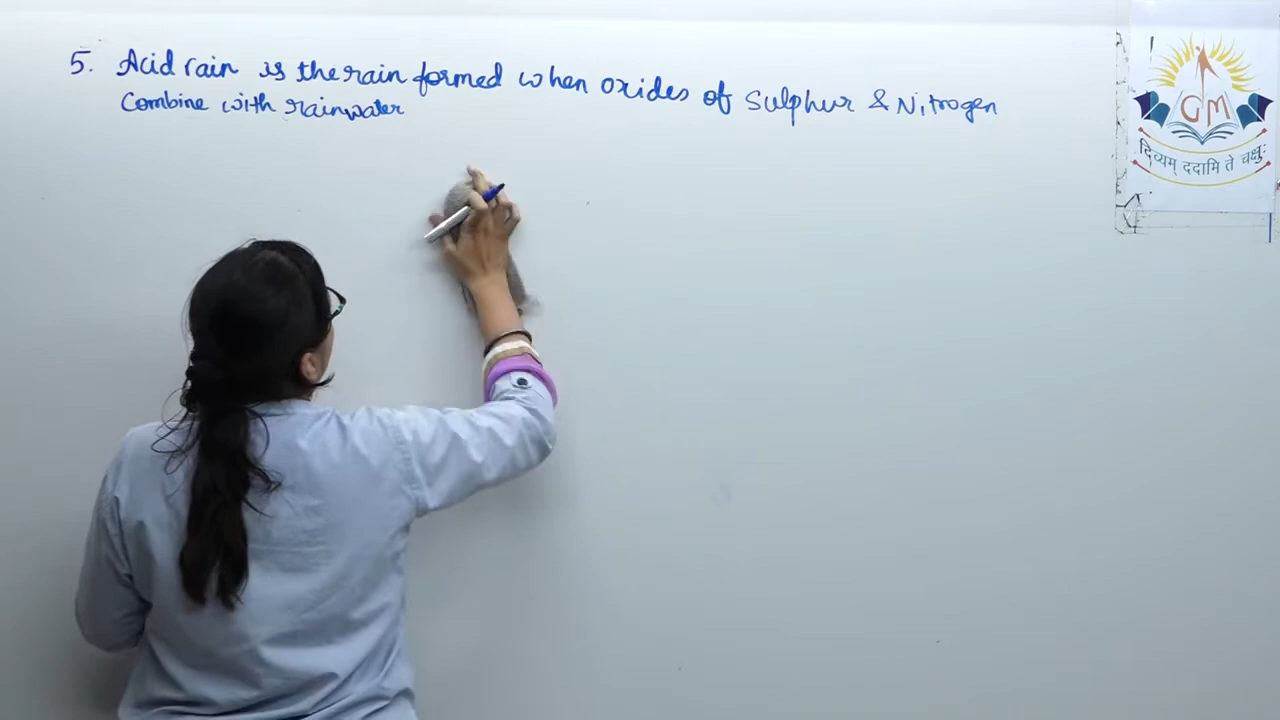 5. Acid rain is the rain formed when oxides of Sulphur & Nitrogen
Combine with rainwater
GM
दिव्यम् ददामि ते चक्षुः